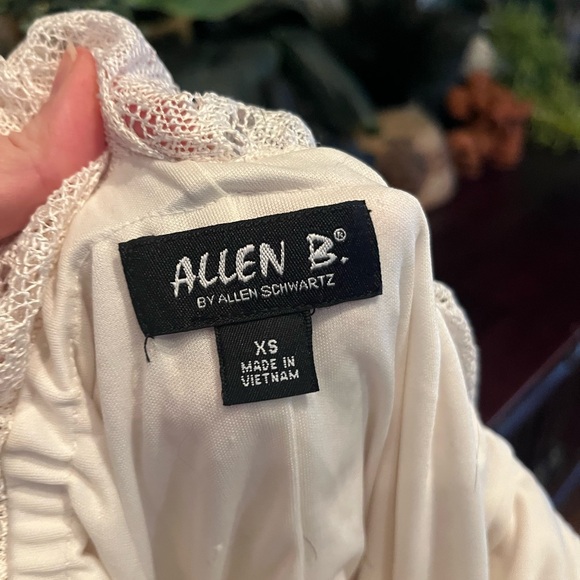 ALLEN B.®
BY ALLEN SCHWARTZ
XS
MADE IN
VIETNAM